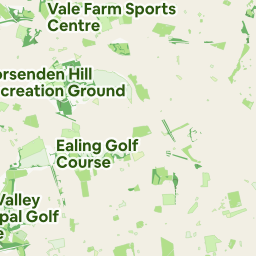 Vale Farm Sports
Centre
orsenden Hill
creation Ground
Ealing Golf
Course
Valley
pal Golf
e